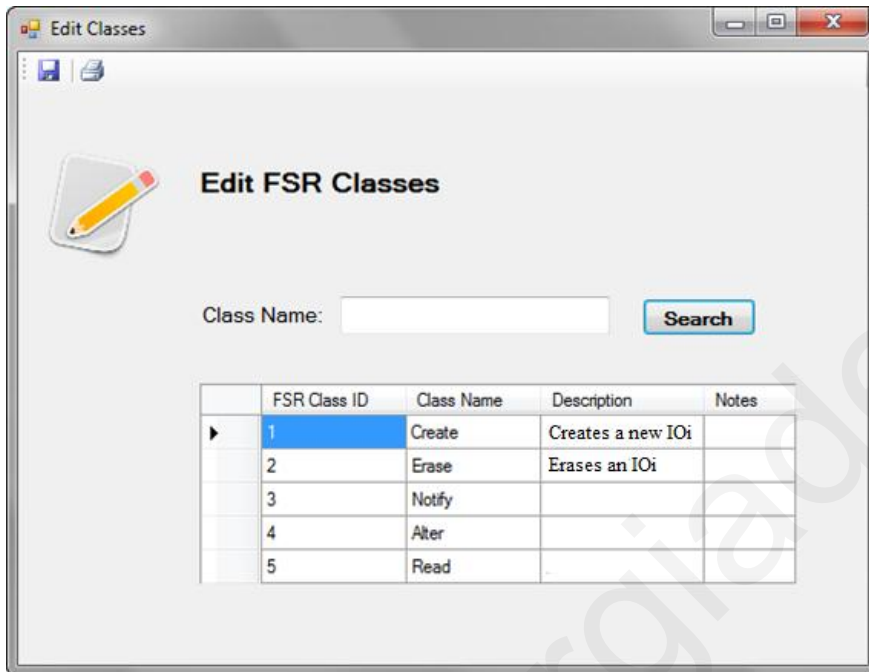 Edit Classes
Edit FSR Classes
Class Name:
Search
FSR Class ID Class Name Description Notes
1 Create Creates a new IOi
2 Erase Erases an IOi
3 Notify
4 Alter
5 Read